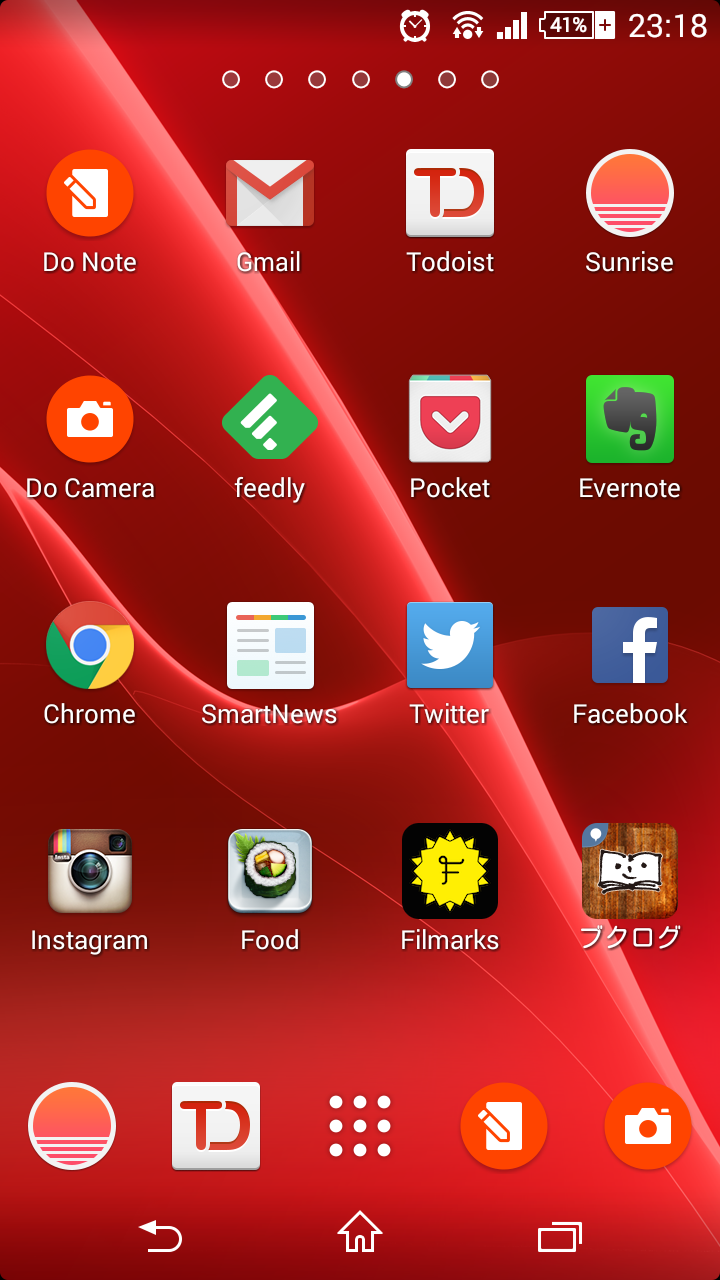 41% 23:18
Do Note Gmail Todoist Sunrise
Do Camera feedly Pocket Evernote
Chrome SmartNews Twitter Facebook
Insta
Instagram Food Filmarks ブクログ